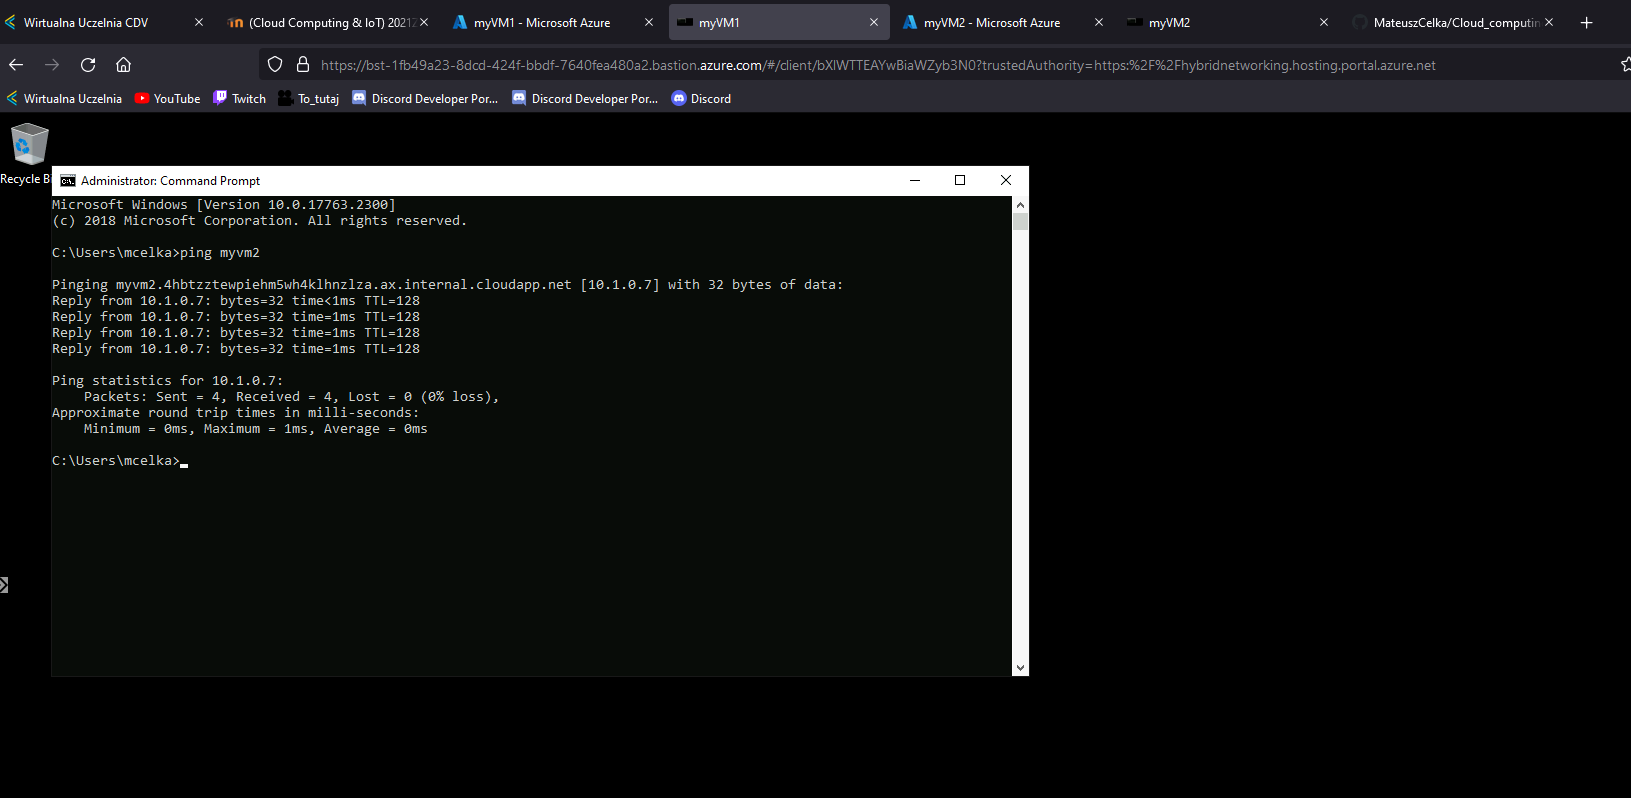 Wirtualna Uczelnia CDV
(Cloud Computing & IoT) 20212
myVM1 - Microsoft Azure
myVM1
myVM2 - Microsoft Azure
myVM2
MateuszCelka/Cloud_computin
https://bst-1fb49a23-8dcd-424f-bbdf-7640fea480a2.bastion.azure.com/#/client/bXlWTTEAYwBiaWZyb3N0?trustedAuthority=https:%2F%2Fhybridnetworking.hosting.portal.azure.net
Wirtualna Uczelnia
YouTube
Twitch
To_tutaj
Discord Developer Por...
Discord Developer Por...
Discord
Recycle Bi
Administrator: Command Prompt
Microsoft Windows [Version 10.0.17763.2300]
(c) 2018 Microsoft Corporation. All rights reserved.
C:\Users\mcelka>ping myvm2
Pinging myvm2.4hbtzztewpiehm5wh4klhnzlza.ax.internal.cloudapp.net [10.1.0.7] with 32 bytes of data:
Reply from 10.1.0.7: bytes=32 time<1ms TTL=128
Reply from 10.1.0.7: bytes=32 time=1ms TTL=128
Reply from 10.1.0.7: bytes=32 time=1ms TTL=128
Reply from 10.1.0.7: bytes=32 time=1ms TTL=128
Ping statistics for 10.1.0.7:
Packets: Sent = 4, Received = 4, Lost = 0 (0% loss),
Approximate round trip times in milli-seconds:
Minimum = 0ms, Maximum = 1ms, Average = 0ms
C:\Users\mcelka>